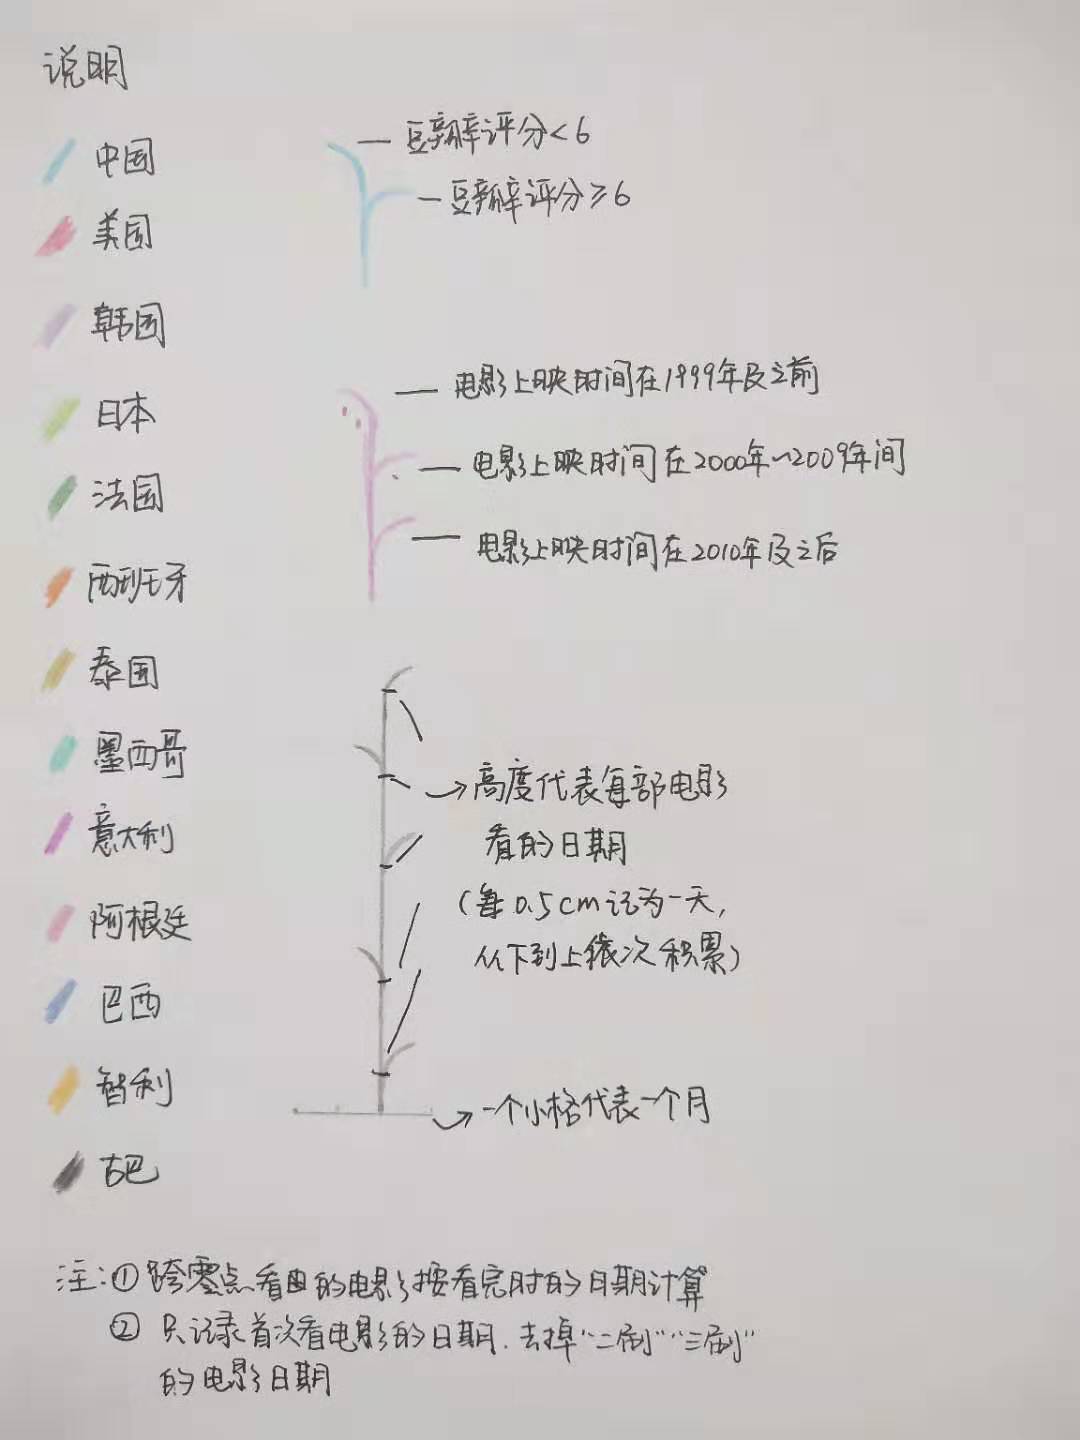 说明
中国
美国
韩国
日本
法国
西班牙
泰国
墨西哥
意大利
阿根廷
巴西
智利
古巴
豆瓣评分<6
豆瓣评分≥6
电影上映时间在1999年及之前
电影上映时间在2000年~2009年间
电影上映时间在2010年及之后
高度代表每部电影
看的日期
(每0.5cm记为一天,
从下到上依次积累)
一个小格代表一个月
注:①跨零点看的电影按看完时的日期计算
②只记录首次看电影的日期.去掉"二刷""三刷"
的电影日期